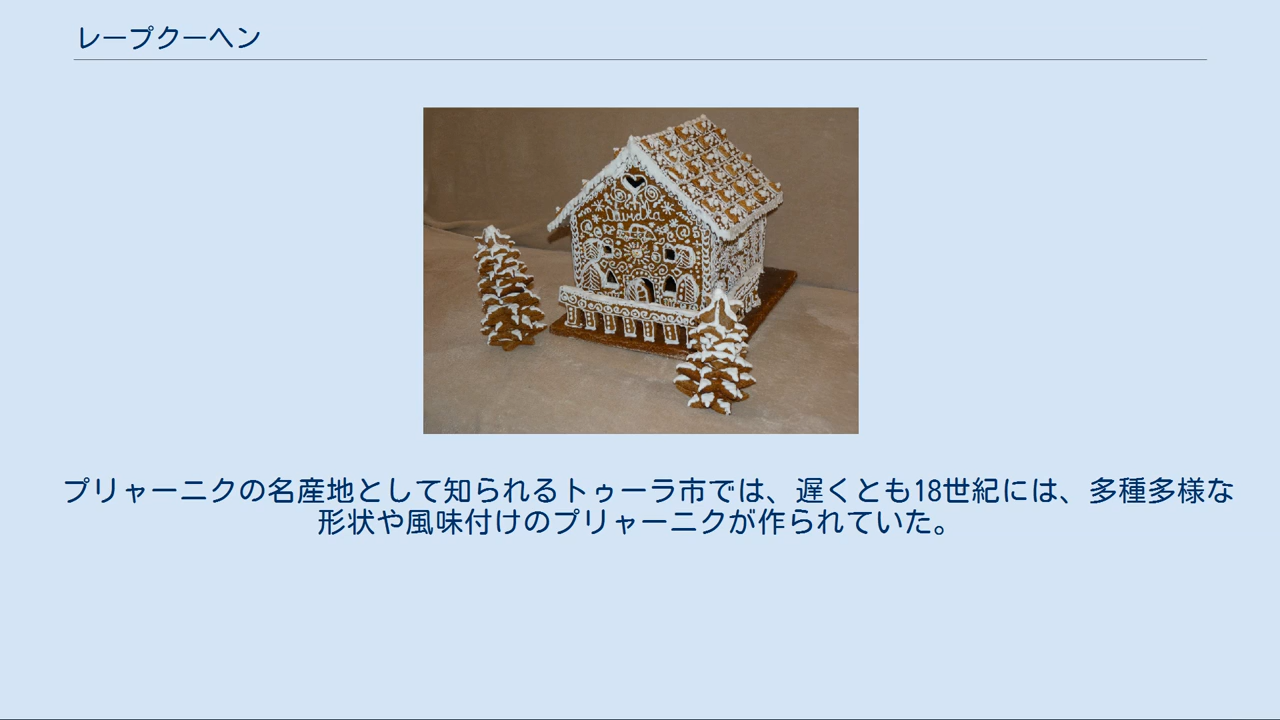 レープクーヘン
プリャーニクの名産地として知られるトゥーラ市では、遅くとも18世紀には、多種多様な
形状や風味付けのプリャーニクが作られていた。